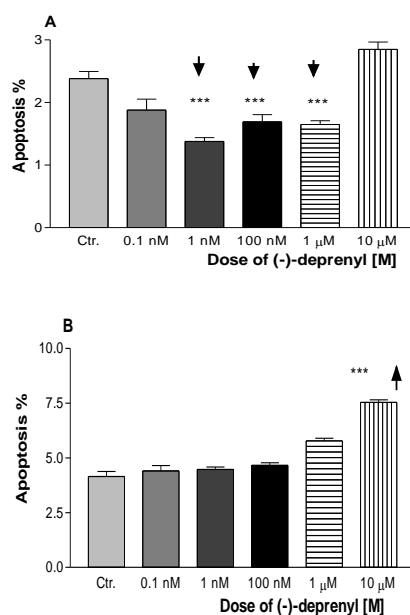 A
3
2
1
0
Apoptosis %
*** *** ***
Ctr. 0.1 nM 1 nM 100 nM 1 µM 10 µM
Dose of (-)-deprenyl [M]
B
10.0
7.5
5.0
2.5
0.0
Apoptosis %
***
Ctr. 0.1 nM 1 nM 100 nM 1 µM 10 µM
Dose of (-)-deprenyl [M]